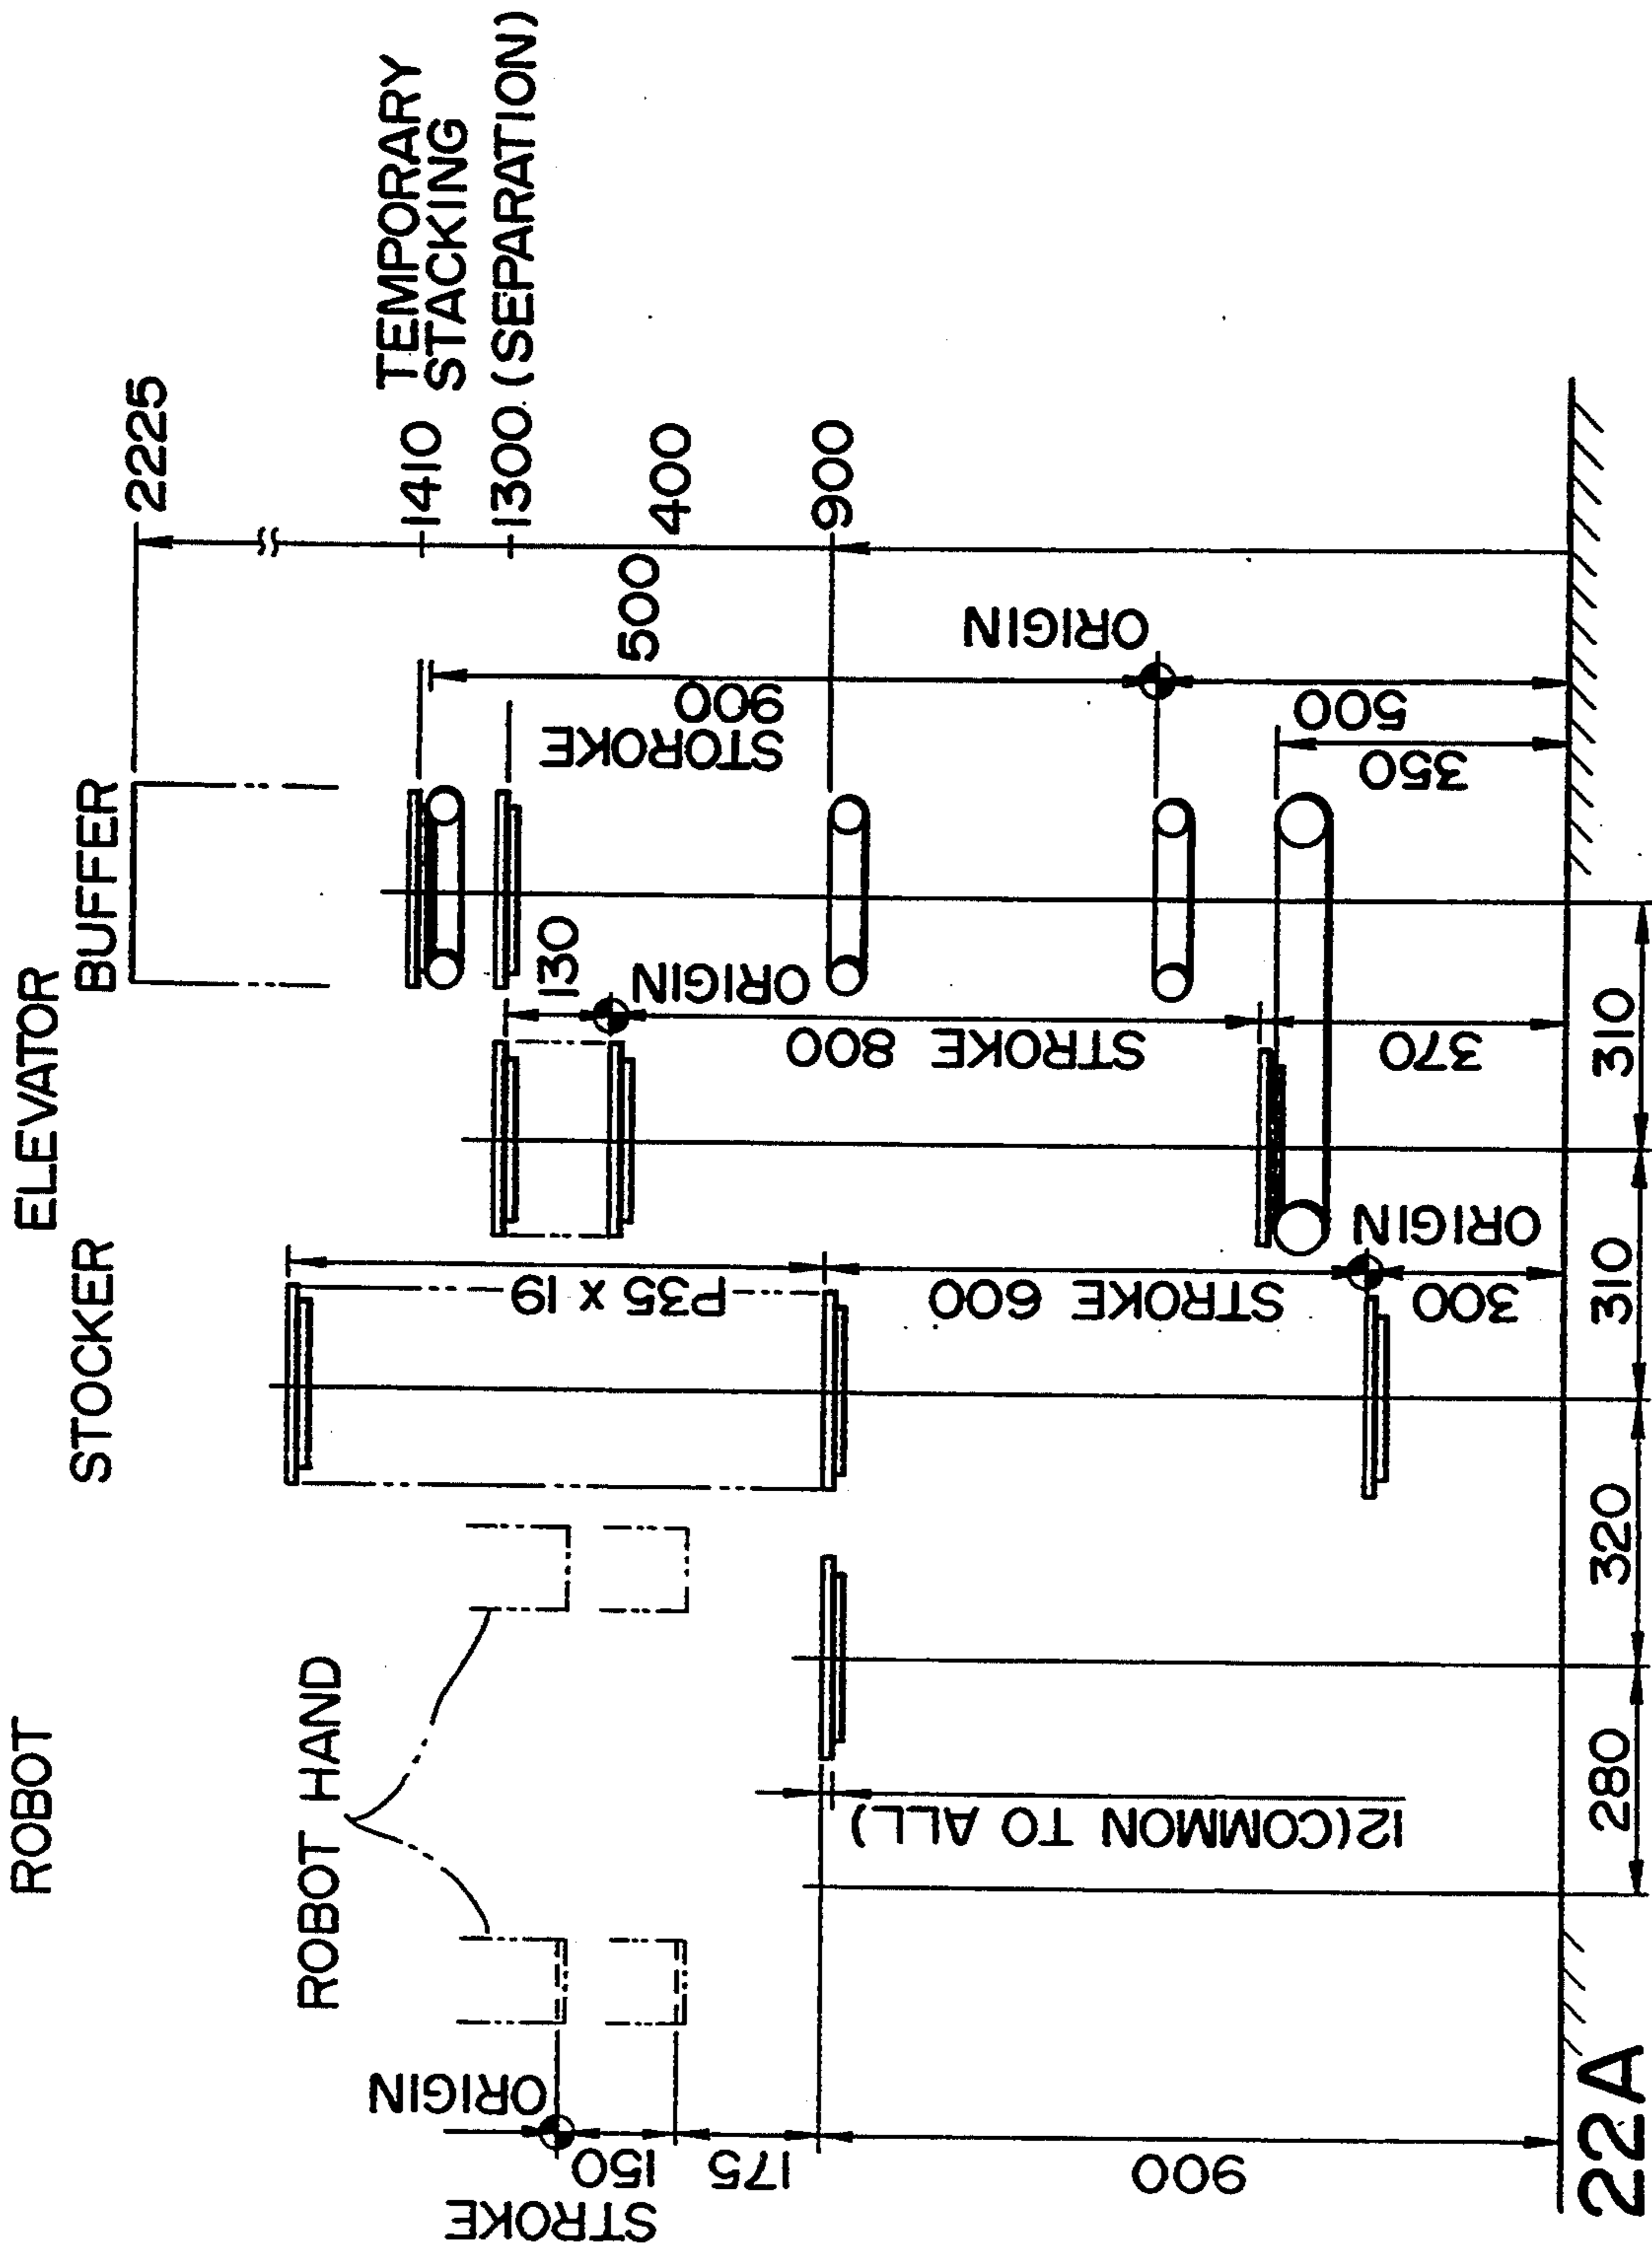 ROBOT
STOCKER
ELEVATOR
BUFFER
ROBOT HAND
2225
1410
TEMPORARY
STACKING
1300 (SEPARATION)
400
500
900
ORIGIN
STROKE
150
175
900
12(COMMON TO ALL)
P35 x 19
STROKE 600
ORIGIN
300
130
ORIGIN
STROKE 800
370
STOROKE
900
ORIGIN
500
350
280
320
310
310
22A